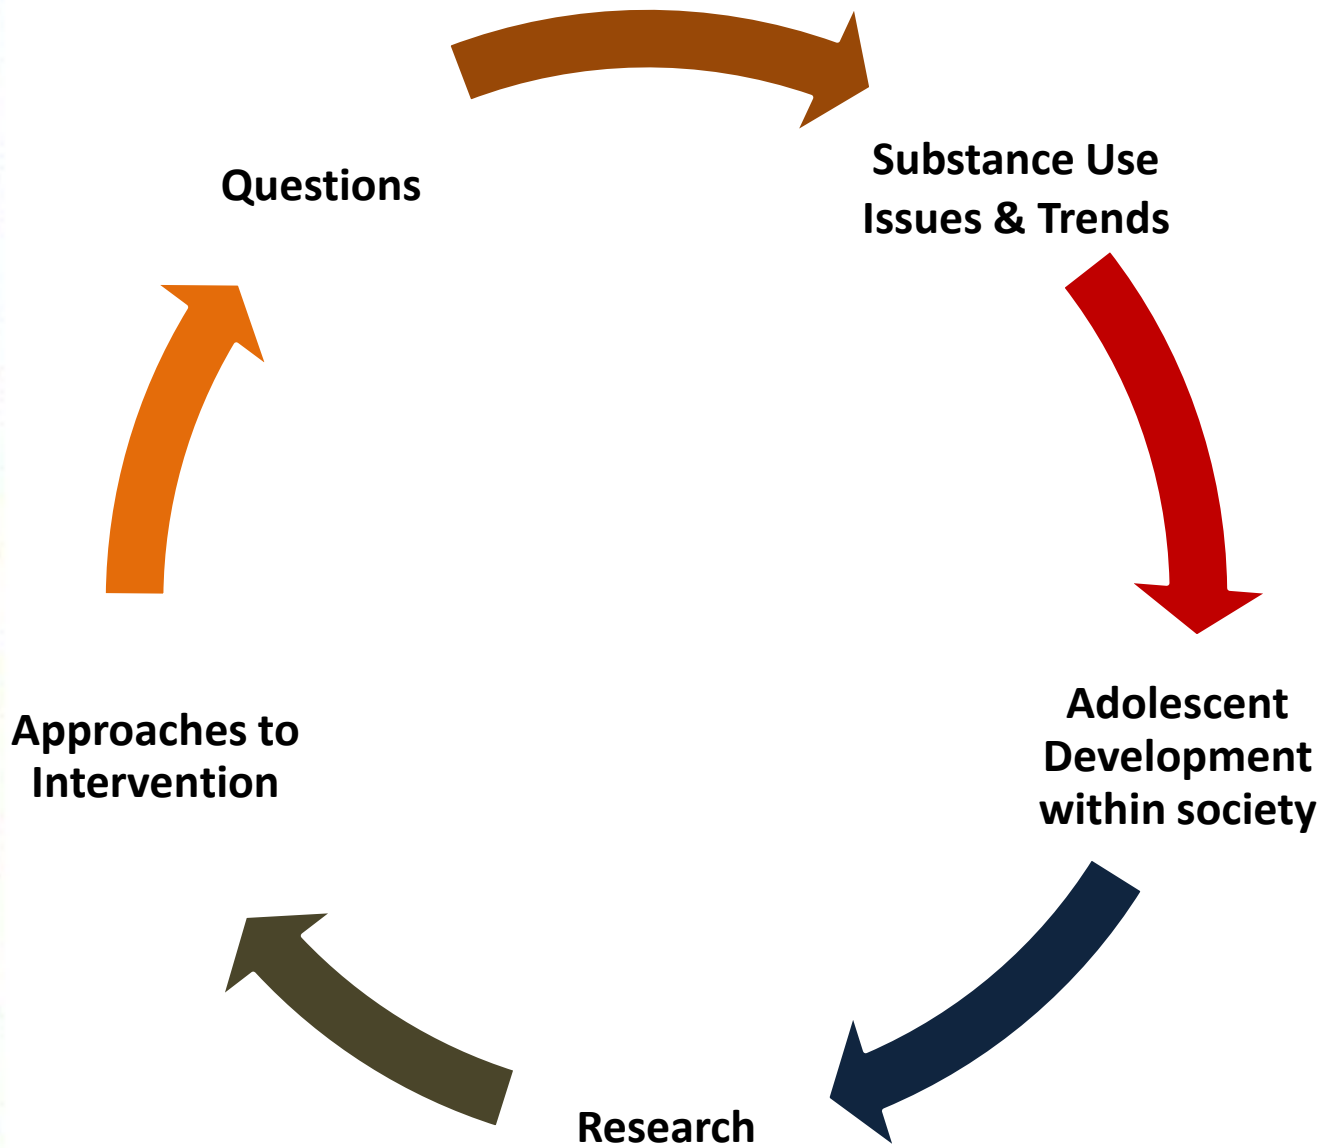 Questions
Substance Use
Issues & Trends
Adolescent
Development
within society
Research
Approaches to
Intervention